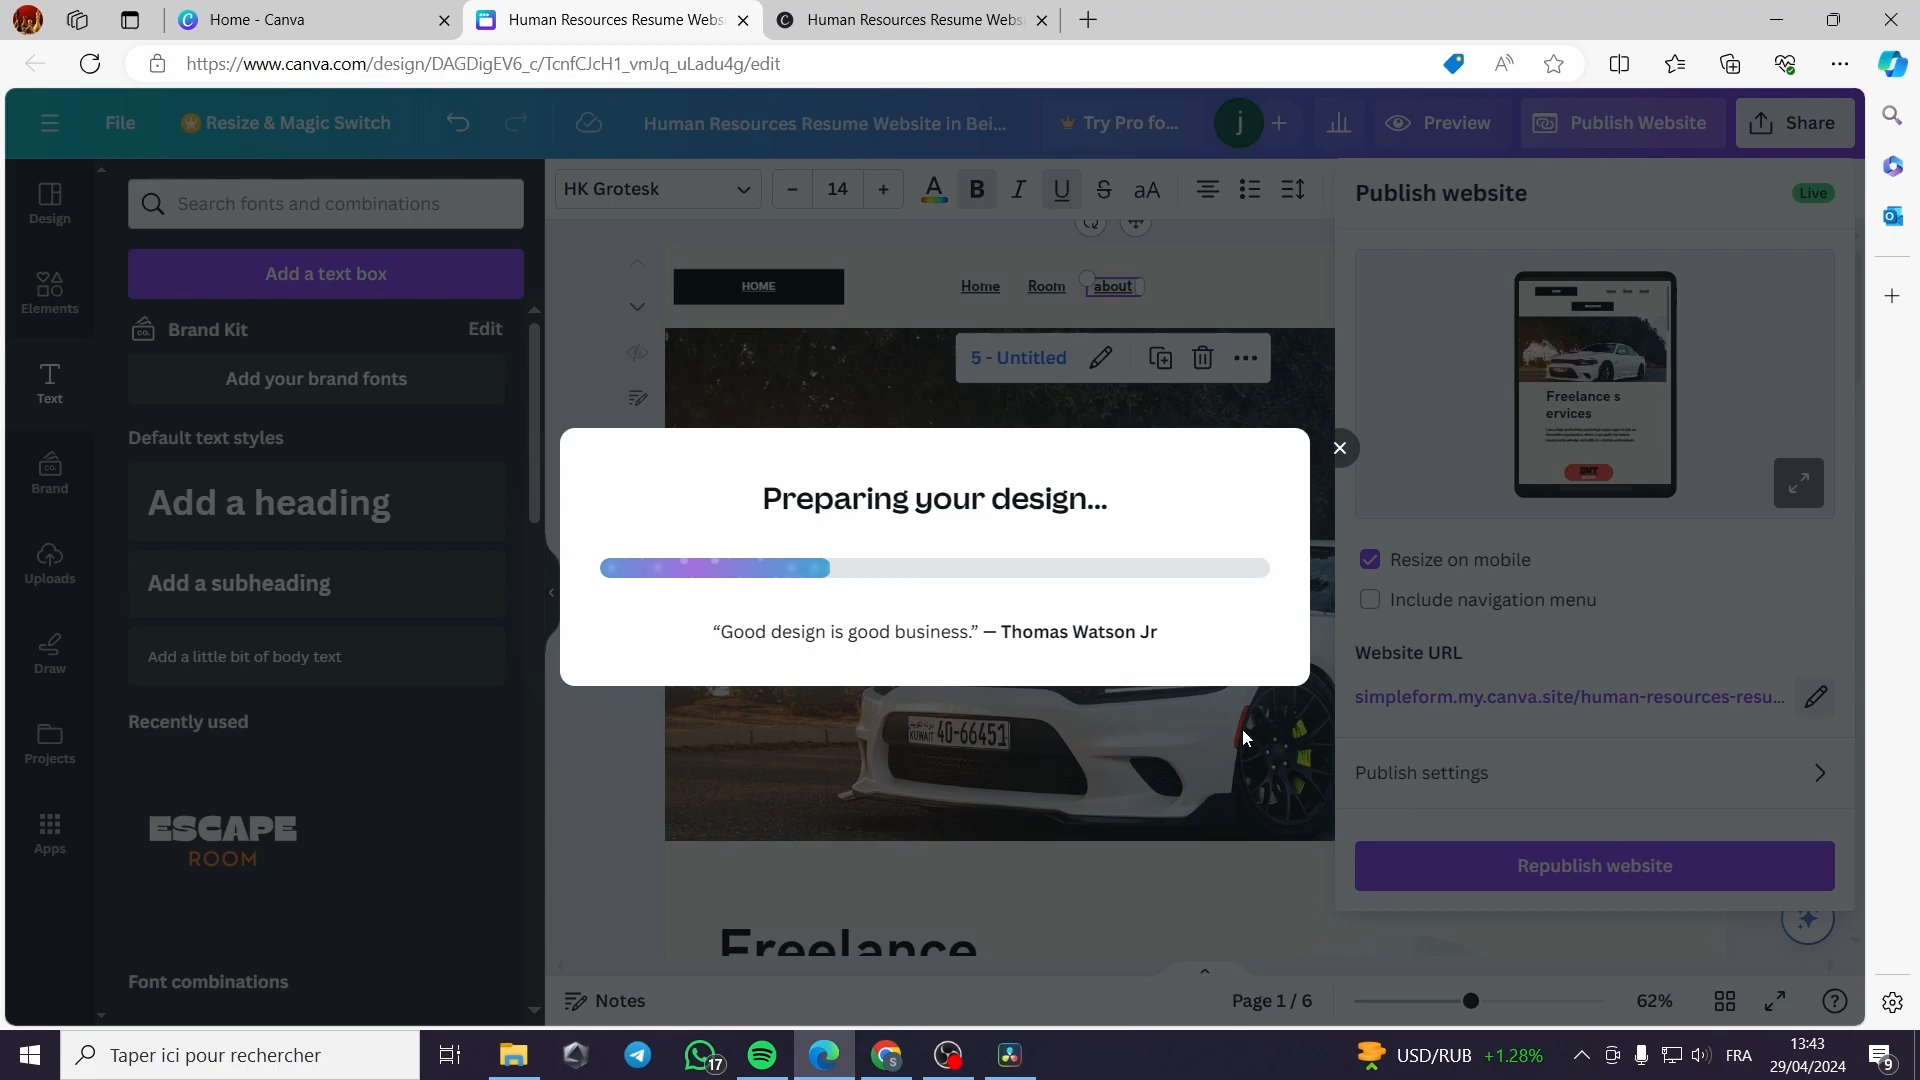 Home - Canva
Human Resources Resume Webs
Human Resources Resume Webs
https://www.canva.com/design/DAGDigEV6_c/TcnfCJcH1_vmJq_uLadu4g/edit
File
Resize & Magic Switch
Human Resources Resume Website in Bei...
Try Pro fo...
j
Preview
Publish Website
Share
Design
Elements
Text
Brand
Uploads
Draw
Projects
Apps
Search fonts and combinations
Add a text box
Brand Kit
Edit
Add your brand fonts
Default text styles
Add a heading
Add a subheading
Add a little bit of body text
Recently used
ESCAPE
ROOM
Font combinations
HK Grotesk
14
B
I
U
S
aA
HOME
Home
Room
about
5 - Untitled
Preparing your design...
“Good design is good business.” — Thomas Watson Jr
KUWAIT 40-66451
Freelance
Publish website
Live
Freelance s
ervices
Resize on mobile
Include navigation menu
Website URL
simpleform.my.canva.site/human-resources-resu...
Publish settings
Republish website
Notes
Page 1 / 6
62%
Taper ici pour rechercher
17
USD/RUB +1.28%
FRA
13:43
29/04/2024
9